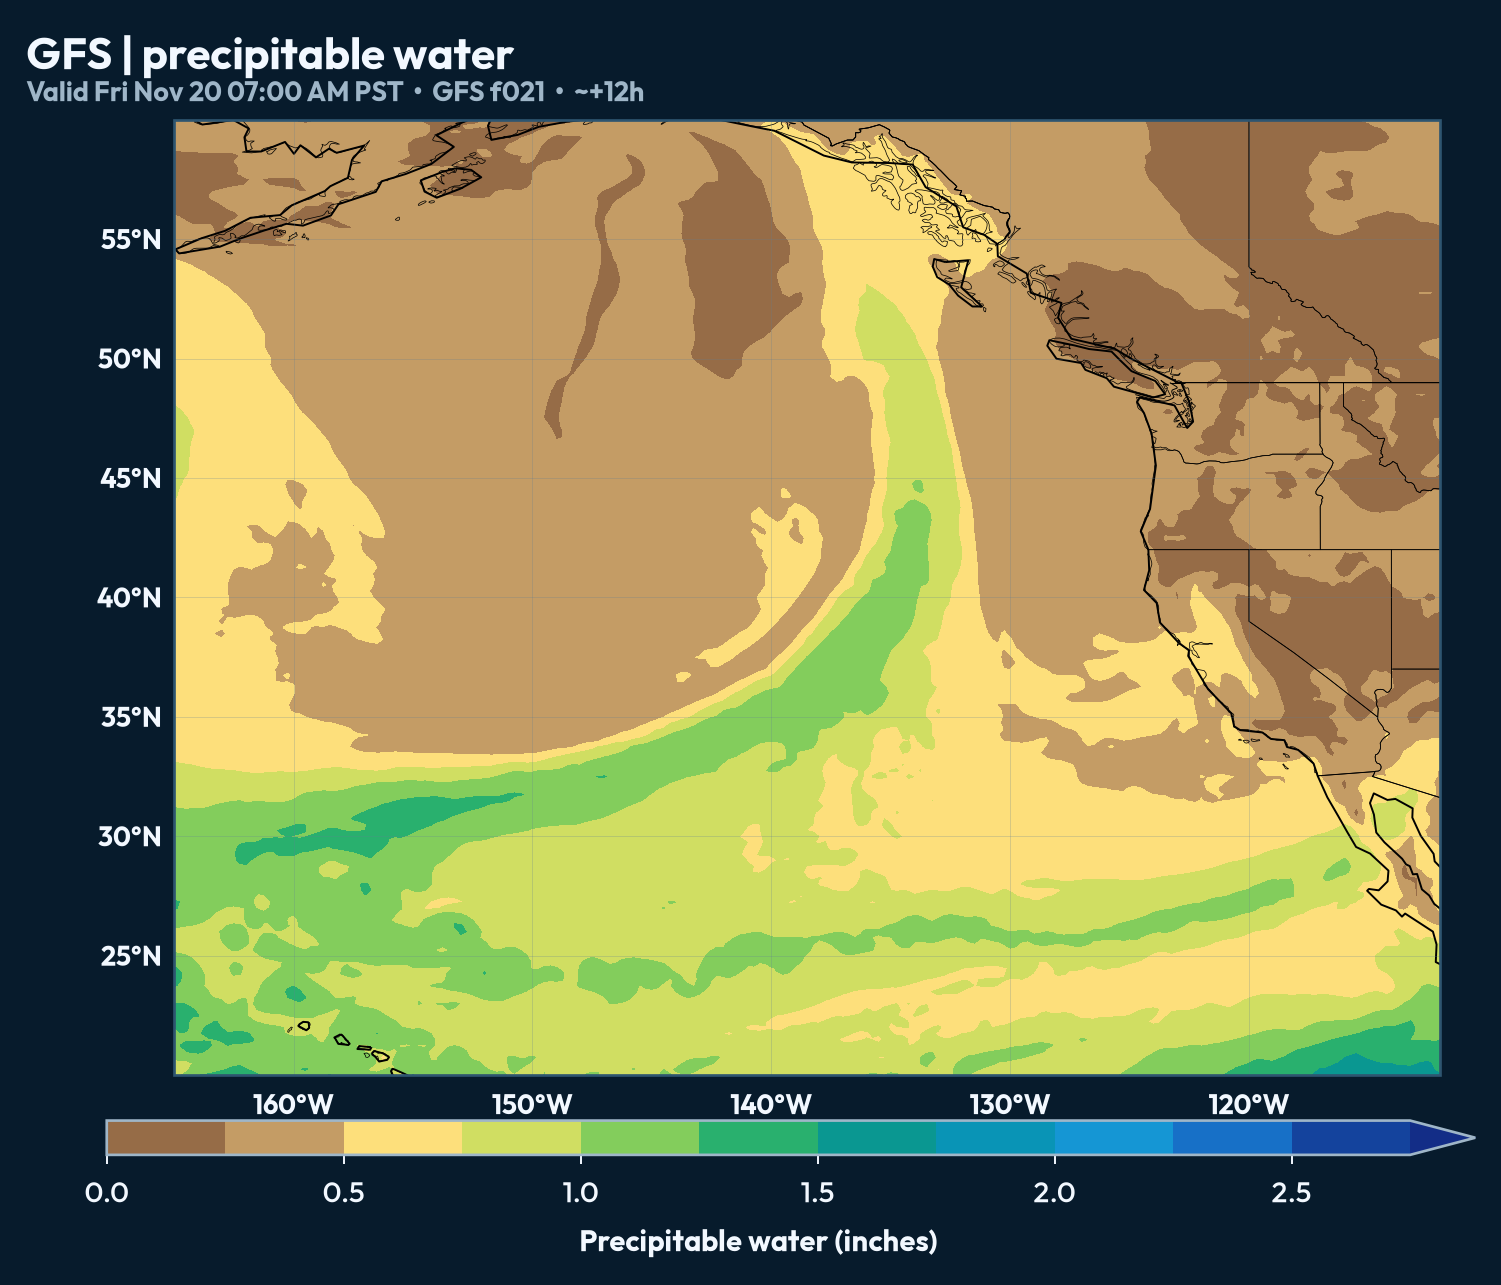 GFS | precipitable water
Valid Fri Nov 20 07:00 AM PST • GFS f021 • ~+12h
55°N
50°N
45°N
40°N
35°N
30°N
25°N
160°W 150°W 140°W 130°W 120°W
0.0 0.5 1.0 1.5 2.0 2.5
Precipitable water (inches)